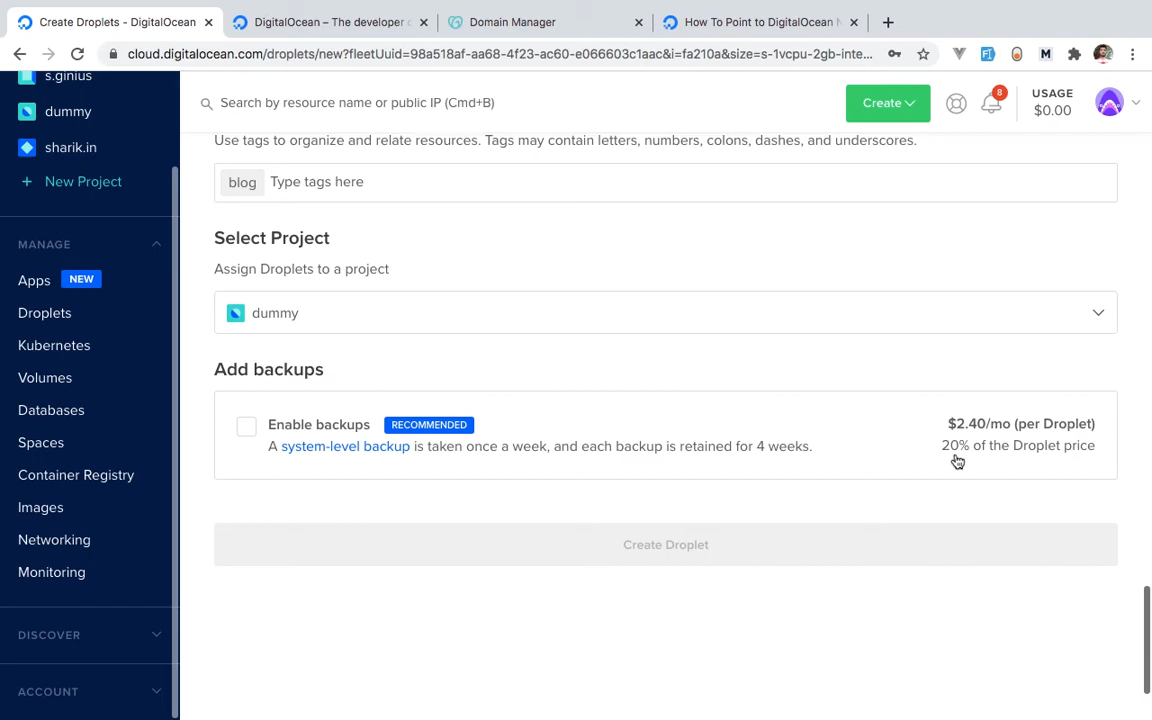 Create Droplets - DigitalOcean
DigitalOcean – The developer c
Domain Manager
How To Point to DigitalOcean N
cloud.digitalocean.com/droplets/new?fleetUuid=98a518af-aa68-4f23-ac60-e066603c1aac&i=fa210a&size=s-1vcpu-2gb-inte...
s.ginius
dummy
sharik.in
+ New Project
MANAGE
Apps NEW
Droplets
Kubernetes
Volumes
Databases
Spaces
Container Registry
Images
Networking
Monitoring
DISCOVER
ACCOUNT
Search by resource name or public IP (Cmd+B)
Create
8
USAGE
$0.00
Use tags to organize and relate resources. Tags may contain letters, numbers, colons, dashes, and underscores.
blog Type tags here
Select Project
Assign Droplets to a project
dummy
Add backups
Enable backups RECOMMENDED
$2.40/mo (per Droplet)
A system-level backup is taken once a week, and each backup is retained for 4 weeks.
20% of the Droplet price
Create Droplet